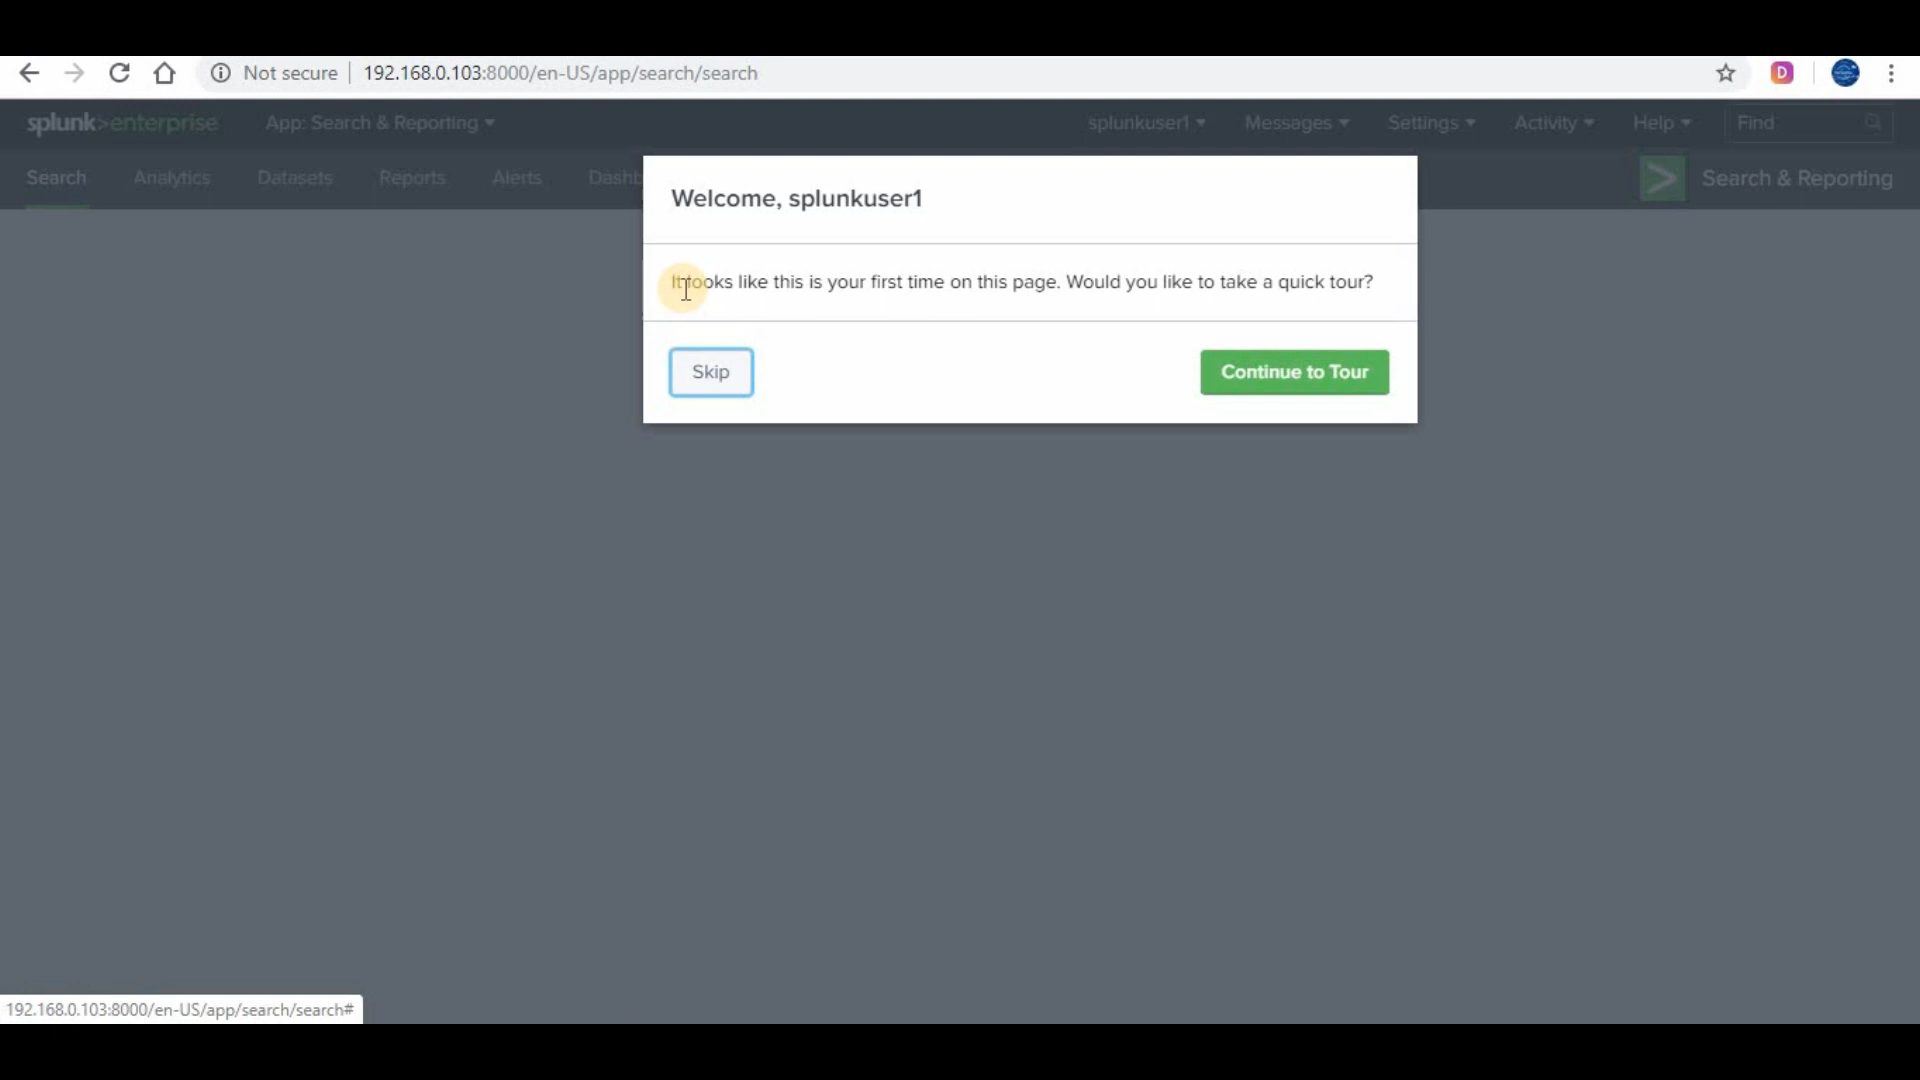 Not secure | 192.168.0.103:8000/en-US/app/search/search D
splunk>enterprise App: Search & Reporting splunkuser1 Messages Settings Activity Help Find
Search Analytics Datasets Reports Alerts Dashb Search & Reporting
Welcome, splunkuser1
It looks like this is your first time on this page. Would you like to take a quick tour?
Skip Continue to Tour
192.168.0.103:8000/en-US/app/search/search#